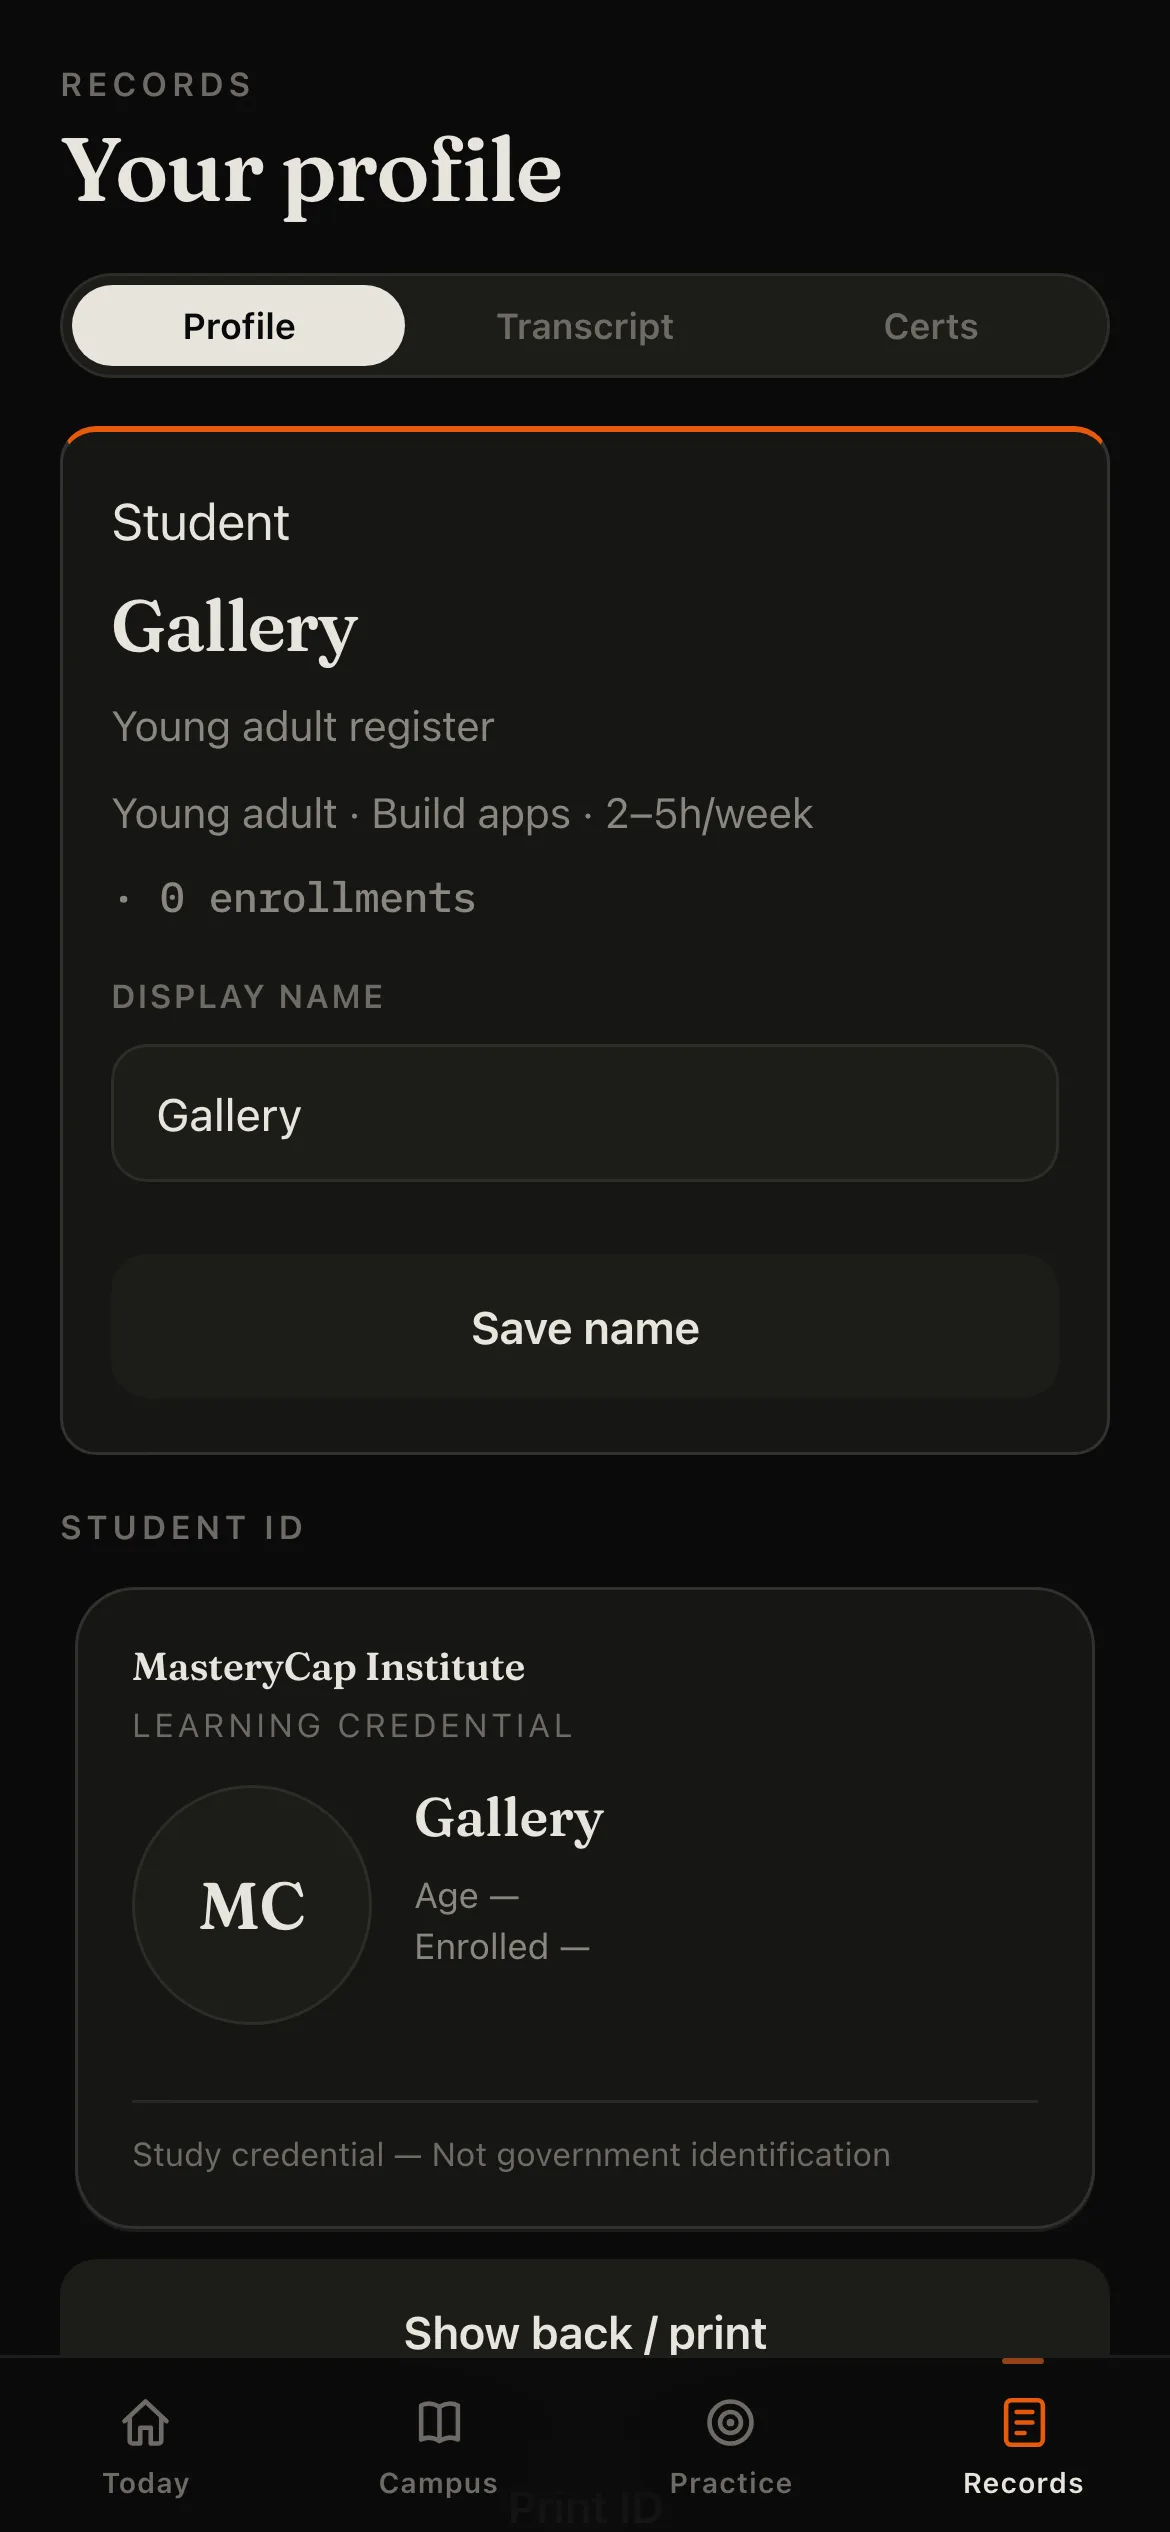 RECORDS
Your profile
Profile
Transcript
Certs
Student
Gallery
Young adult register
Young adult · Build apps · 2–5h/week
· 0 enrollments
DISPLAY NAME
Gallery
Save name
STUDENT ID
MasteryCap Institute
LEARNING CREDENTIAL
MC
Gallery
Age —
Enrolled —
Study credential — Not government identification
Show back / print
Today
Campus
Practice
Records
Print ID